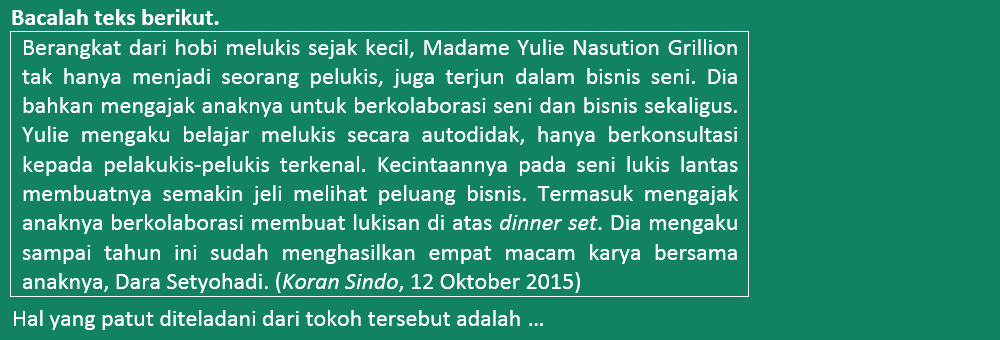 Bacalah teks berikut.
Berangkat dari hobi melukis sejak kecil, Madame Yulie Nasution Grillion
tak hanya menjadi seorang pelukis, juga terjun dalam bisnis seni. Dia
bahkan mengajak anaknya untuk berkolaborasi seni dan bisnis sekaligus.
Yulie mengaku belajar melukis secara autodidak, hanya berkonsultasi
kepada pelakukis-pelukis terkenal. Kecintaannya pada seni lukis lantas
membuatnya semakin jeli melihat peluang bisnis. Termasuk mengajak
anaknya berkolaborasi membuat lukisan di atas dinner set. Dia mengaku
sampai tahun ini sudah menghasilkan empat macam karya bersama
anaknya, Dara Setyohadi. (Koran Sindo, 12 Oktober 2015)
Hal yang patut diteladani dari tokoh tersebut adalah ...